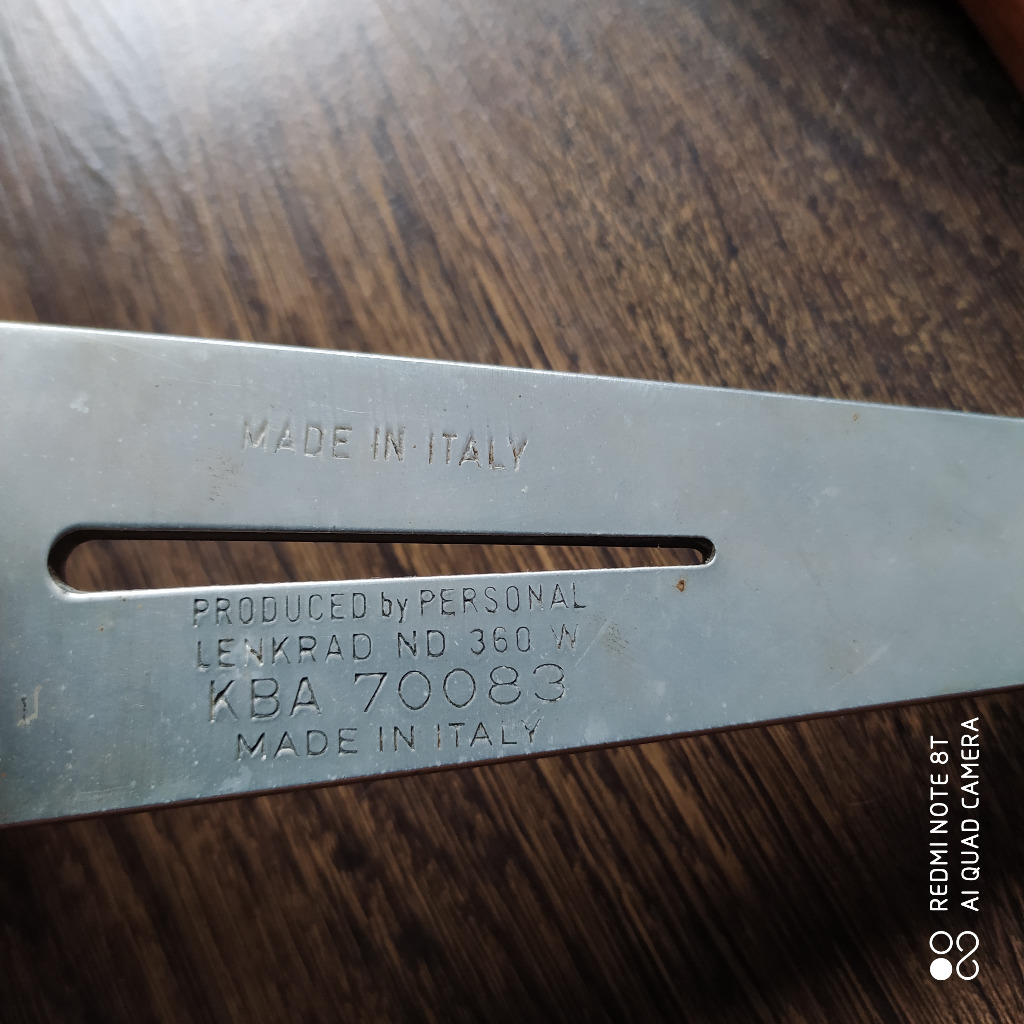 MADE IN ITALY
PRODUCED by PERSONAL
LENKRAD ND 360 W
KBA 70083
MADE IN ITALY
REDMI NOTE 8T
AI QUAD CAMERA